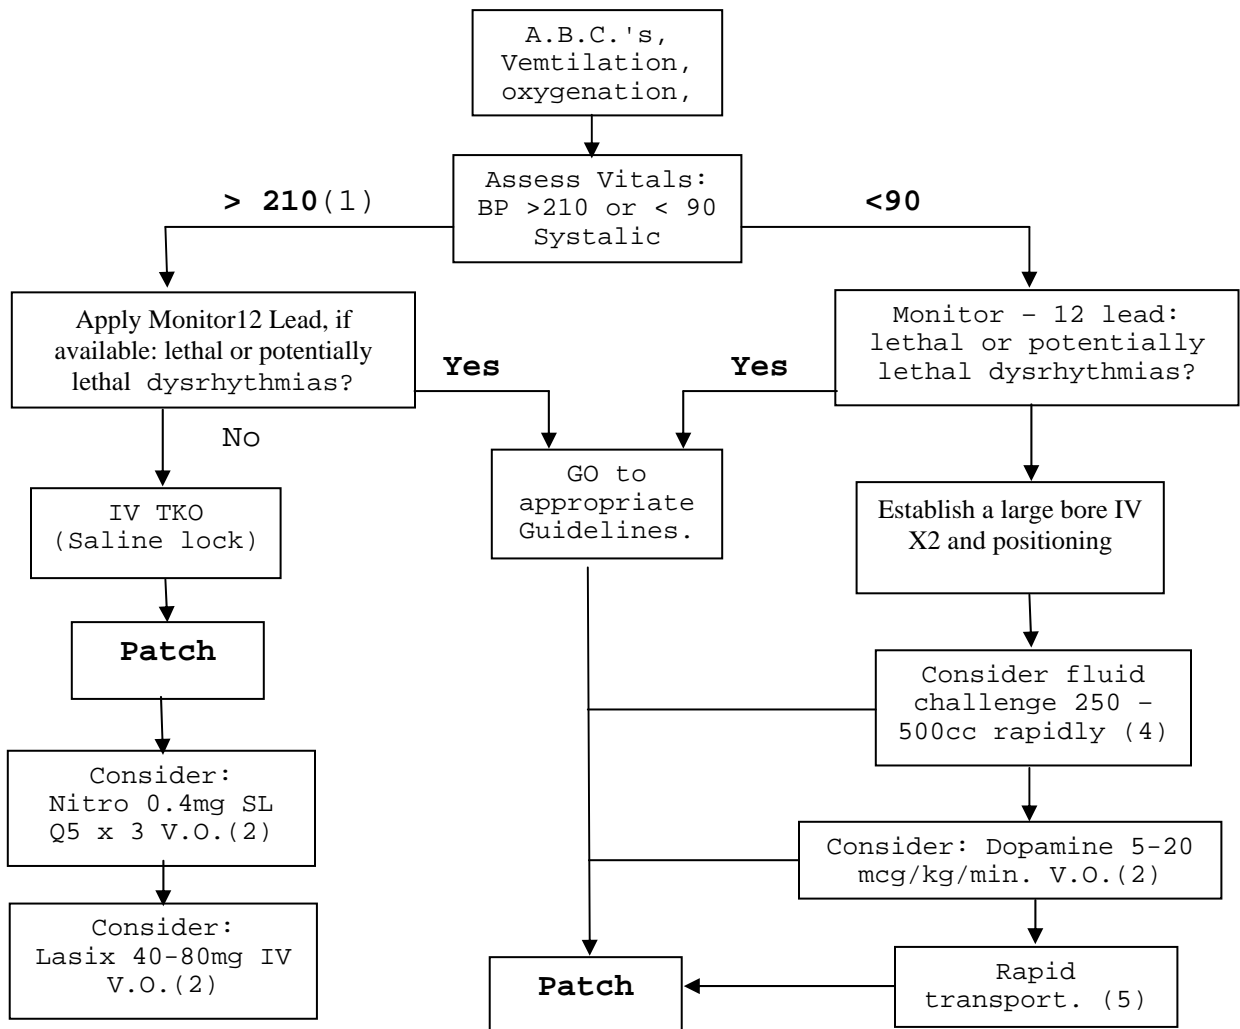 A.B.C.'s,
Vemtilation,
oxygenation,
Assess Vitals:
BP >210 or < 90
Systalic
> 210(1)
<90
Apply Monitor12 Lead, if
available: lethal or potentially
lethal dysrhythmias?
Monitor – 12 lead:
lethal or potentially
lethal dysrhythmias?
Yes
Yes
No
GO to
appropriate
Guidelines.
IV TKO
(Saline lock)
Establish a large bore IV
X2 and positioning
Patch
Consider fluid
challenge 250 –
500cc rapidly (4)
Consider:
Nitro 0.4mg SL
Q5 x 3 V.O.(2)
Consider: Dopamine 5-20
mcg/kg/min. V.O.(2)
Consider:
Lasix 40-80mg IV
V.O.(2)
Patch
Rapid
transport. (5)